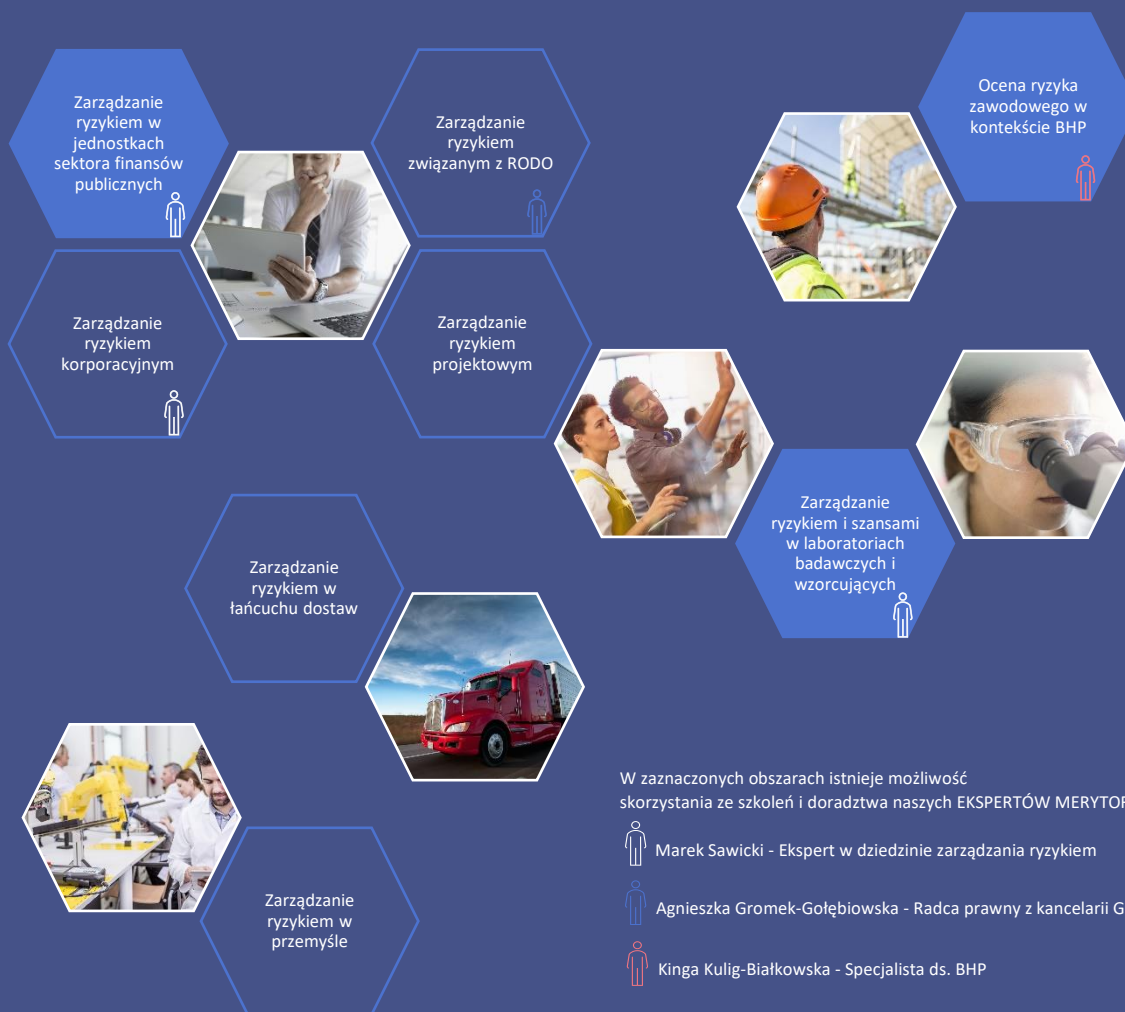 Zarządzanie
ryzykiem w
jednostkach
sektora finansów
publicznych
Zarządzanie
ryzykiem
związanym z RODO
Ocena ryzyka
zawodowego w
kontekście BHP
Zarządzanie
ryzykiem
korporacyjnym
Zarządzanie
ryzykiem
projektowym
Zarządzanie
ryzykiem i szansami
w laboratoriach
badawczych i
wzorcujących
Zarządzanie
ryzykiem w
łańcuchu dostaw
Zarządzanie
ryzykiem w
przemyśle
W zaznaczonych obszarach istnieje możliwość
skorzystania ze szkoleń i doradztwa naszych EKSPERTÓW
Marek Sawicki - Ekspert w dziedzinie zarządzania ryzykiem
Agnieszka Gromek-Gołębiowska - Radca prawny z kancelarii
Kinga Kulig-Białkowska - Specjalista ds. BHP